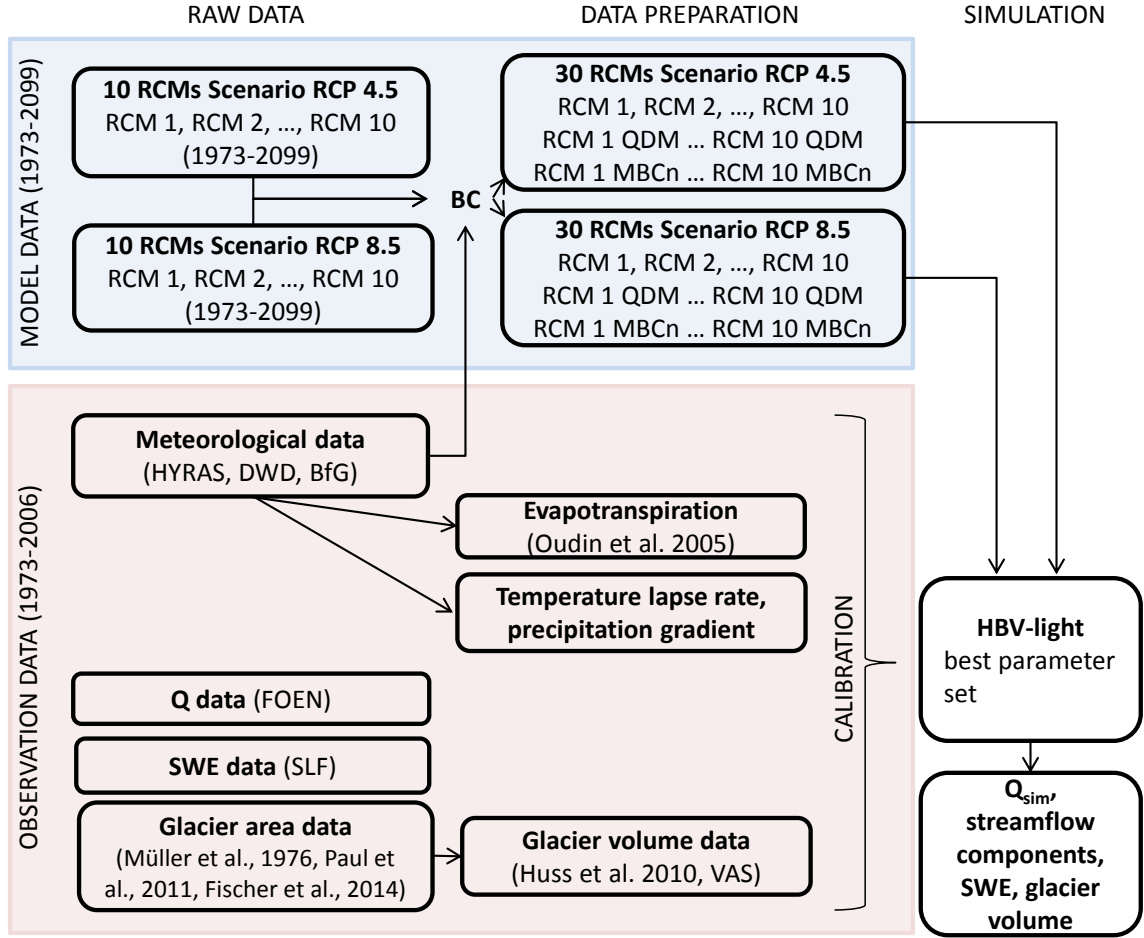 RAW DATA
DATA PREPARATION
SIMULATION
MODEL DATA (1973-2099)
10 RCMs Scenario RCP 4.5
RCM 1, RCM 2, ..., RCM 10
(1973-2099)
10 RCMs Scenario RCP 8.5
RCM 1, RCM 2, ..., RCM 10
(1973-2099)
BC
30 RCMs Scenario RCP 4.5
RCM 1, RCM 2, ..., RCM 10
RCM 1 QDM ... RCM 10 QDM
RCM 1 MBCn ... RCM 10 MBCn
30 RCMs Scenario RCP 8.5
RCM 1, RCM 2, ..., RCM 10
RCM 1 QDM ... RCM 10 QDM
RCM 1 MBCn ... RCM 10 MBCn
OBSERVATION DATA (1973-2006)
Meteorological data
(HYRAS, DWD, BfG)
Evapotranspiration
(Oudin et al. 2005)
Temperature lapse rate,
precipitation gradient
Q data (FOEN)
SWE data (SLF)
Glacier area data
(Müller et al., 1976, Paul et
al., 2011, Fischer et al., 2014)
Glacier volume data
(Huss et al. 2010, VAS)
CALIBRATION
HBV-light
best parameter
set
Qsim,
streamflow
components,
SWE, glacier
volume